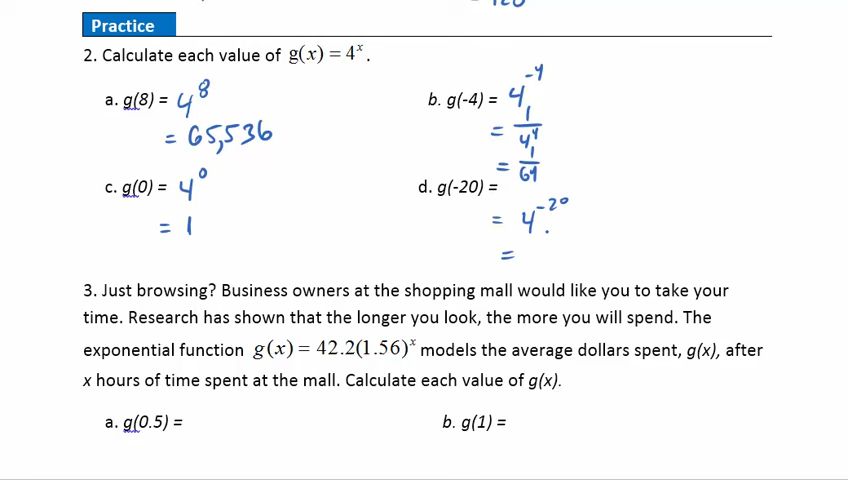 120
Practice
2. Calculate each value of g(x) = 4^x.
a. g(8) = 4^8
= 65,536
b. g(-4) = 4^-4
= 1/4^4
= 1/64
c. g(0) = 4^0
= 1
d. g(-20) =
= 4^-20
=
3. Just browsing? Business owners at the shopping mall would like you to take your
time. Research has shown that the longer you look, the more you will spend. The
exponential function g(x) = 42.2(1.56)^x models the average dollars spent, g(x), after
x hours of time spent at the mall. Calculate each value of g(x).
a. g(0.5) =
b. g(1) =